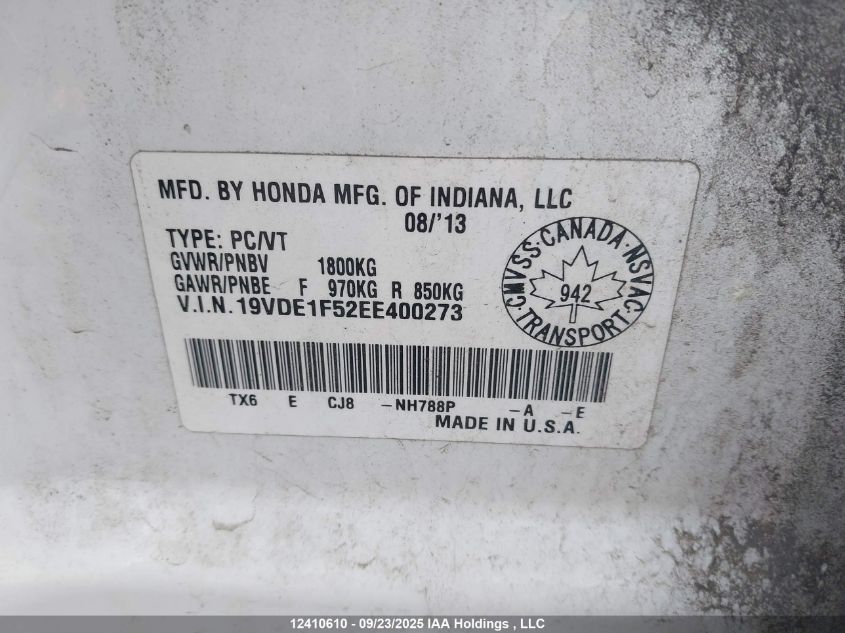 MFD. BY HONDA MFG. OF INDIANA, LLC
08/'13
TYPE: PC/VT
GVWR/PNBV 1800KG
GAWR/PNBE F 970KG R 850KG
V.I.N. 19VDE1F52EE400273
CMVSS · CANADA · NSVAC · TRANSPORT ·
942
TX6 E CJ8 -NH788P -A -E
MADE IN U.S.A.
12410610 - 09/23/2025 IAA Holdings , LLC